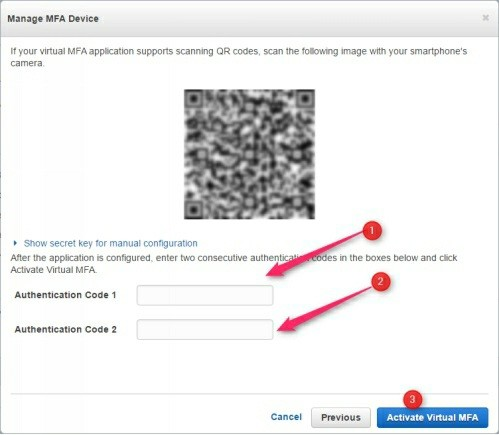 Manage MFA Device
If your virtual MFA application supports scanning QR codes, scan the following image with your smartphone's
camera.
1
Show secret key for manual configuration
After the application is configured, enter two consecutive authentication codes in the boxes below and click
Activate Virtual MFA.
2
Authentication Code 1
Authentication Code 2
3
Cancel Previous Activate Virtual MFA